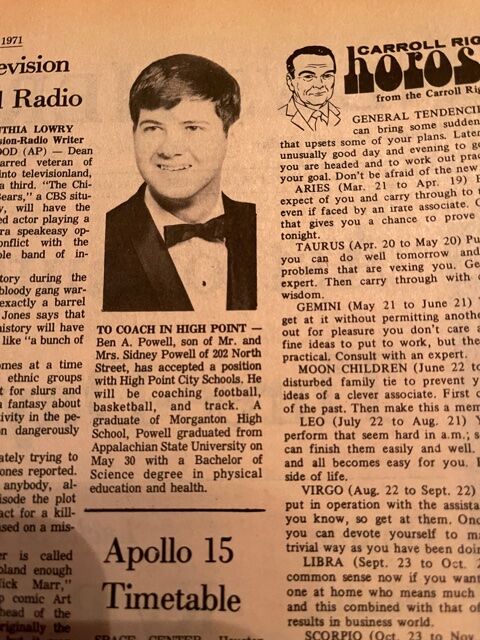 1971
evision
l Radio
THIA LOWRY
sion-Radio Writer
OOD (AP) — Dean
arred veteran of
into televisionland,
a third. "The Chi-
ears," a CBS situ-
y, will have the
ed actor playing a
ra speakeasy op-
onflict with the
ble band of in-
tory during the
bloody gang war-
exactly a barrel
Jones says that
history will have
like "a bunch of
omes at a time
ethnic groups
t for slurs and
a fantasy about
tivity in the pe-
n dangerously
ately trying to
ones reported.
anybody, al-
isode the plot
act for a kill-
sed on a mis-
er is called
oland enough
ick Marr,"
p comic Art
head of the
riginally the
TO COACH IN HIGH POINT —
Ben A. Powell, son of Mr. and
Mrs. Sidney Powell of 202 North
Street, has accepted a position
with High Point City Schools. He
will be coaching football,
basketball, and track. A
graduate of Morganton High
School, Powell graduated from
Appalachian State University on
May 30 with a Bachelor of
Science degree in physical
education and health.
Apollo 15
Timetable
SPACE CENTER, Houston
CARROLL RIG
horos
from the Carroll Rig
GENERAL TENDENCIE
can bring some sudden
that upsets some of your plans. Later
unusually good day and evening to ge
you are headed and to work out prac
your goal. Don't be afraid of the new
ARIES (Mar. 21 to Apr. 19) F
expect of you and carry through to t
even if faced by an irate associate. C
that gives you a chance to prove
tonight.
TAURUS (Apr. 20 to May 20) Pu
you can do well tomorrow and
problems that are vexing you. Ge
expert. Then carry through with c
wisdom.
GEMINI (May 21 to June 21) Y
get at it without permitting anothe
out for pleasure you don't care a
fine ideas to put to work, but the
practical. Consult with an expert.
MOON CHILDREN (June 22 to
disturbed family tie to prevent y
ideas of a clever associate. First c
of the past. Then make this a mem
LEO (July 22 to Aug. 21) Y
perform that seem hard in a.m.; s
can finish them easily and well.
and all becomes easy for you. E
side of life.
VIRGO (Aug. 22 to Sept. 22)
put in operation with the assista
you know, so get at them. Onc
you can devote yourself to m
trivial way as you have been doin
LIBRA (Sept. 23 to Oct. 2
common sense now if you want
one at home who means much
and this combined with that of
results in business world.
SCORPIO (Oct. 23 to Nov